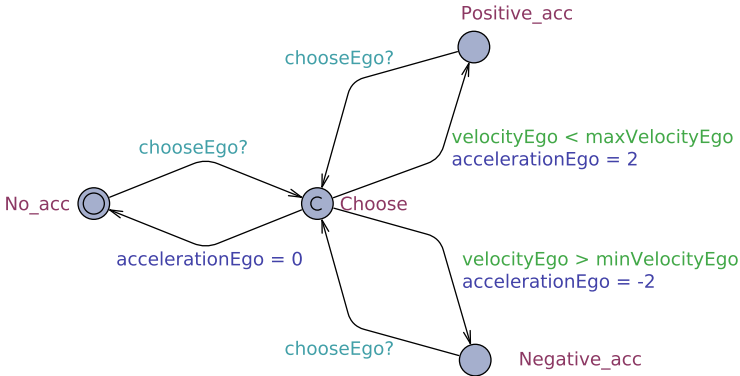 Positive_acc
chooseEgo?
velocityEgo < maxVelocityEgo
accelerationEgo = 2
chooseEgo?
No_acc
C
Choose
accelerationEgo = 0
velocityEgo > minVelocityEgo
accelerationEgo = -2
chooseEgo?
Negative_acc